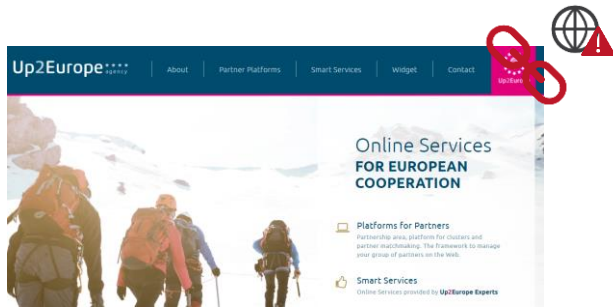 Up2Europe agency
About
Partner Platforms
Smart Services
Widget
Contact
Online Services
FOR EUROPEAN
COOPERATION
Platforms for Partners
Partnership area, platform for clusters and
partner matchmaking. The framework to manage
your group of partners on the Web.
Smart Services
Online Services provided by Up2Europe Experts